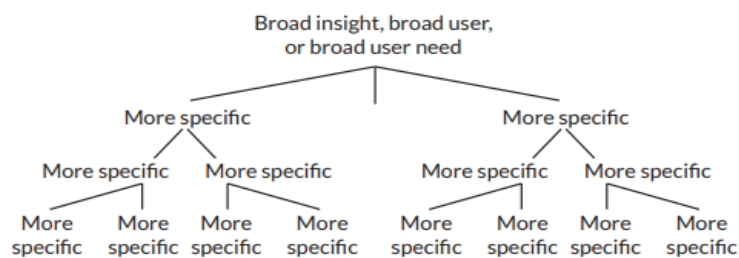 Broad insight, broad user,
or broad user need
More specific More specific
More specific More specific More specific More specific
More More More More More More More More
specific specific specific specific specific specific specific specific